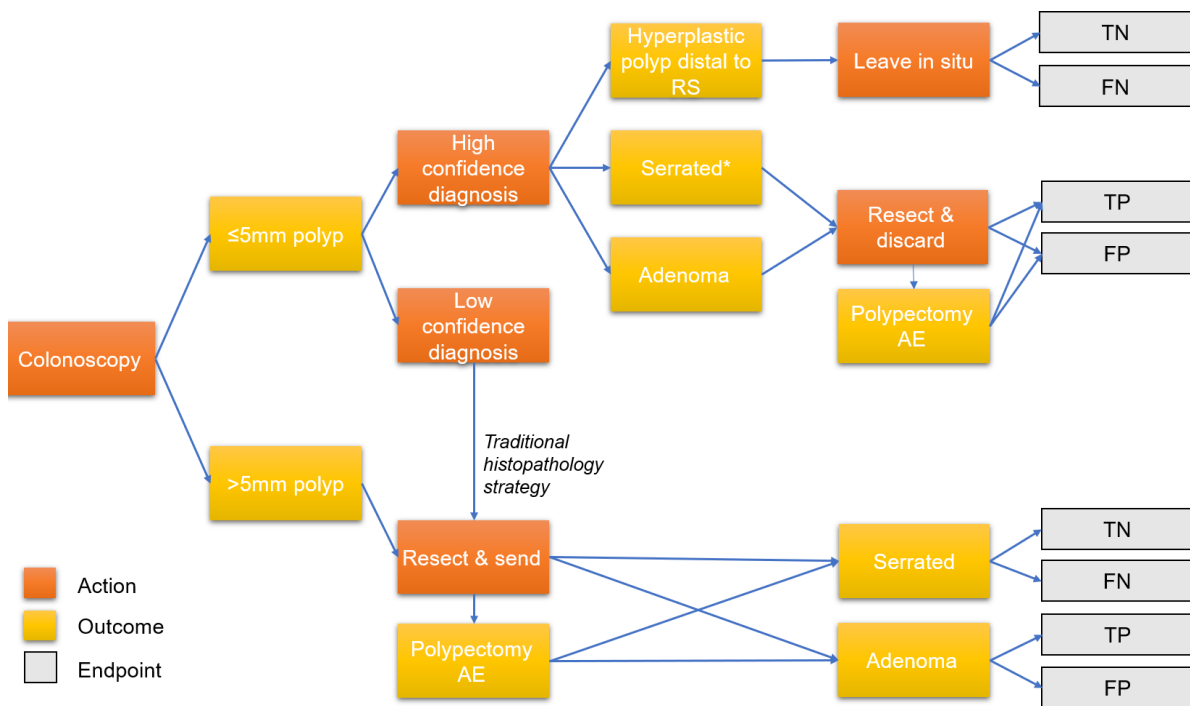 Hyperplastic
polyp distal to
RS
Leave in situ
TN
FN
High
confidence
diagnosis
Serrated*
Resect &
discard
TP
FP
≤5mm polyp
Adenoma
Low
confidence
diagnosis
Polypectomy
AE
Colonoscopy
Traditional
histopathology
strategy
>5mm polyp
Resect & send
Serrated
TN
FN
Polypectomy
AE
Adenoma
TP
FP
Action
Outcome
Endpoint